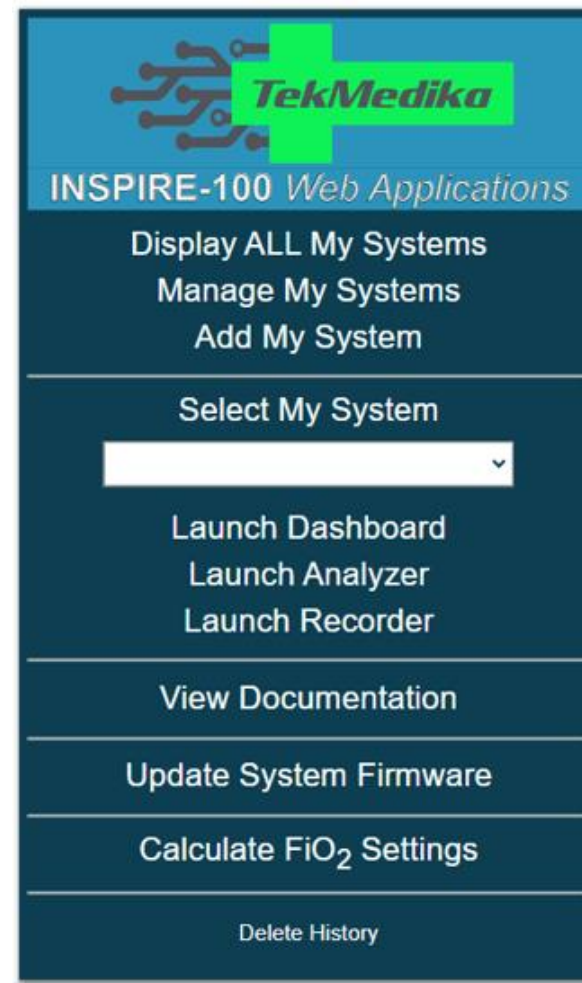 TekMedika
INSPIRE-100 Web Applications
Display ALL My Systems
Manage My Systems
Add My System
Select My System
Launch Dashboard
Launch Analyzer
Launch Recorder
View Documentation
Update System Firmware
Calculate FiO₂ Settings
Delete History